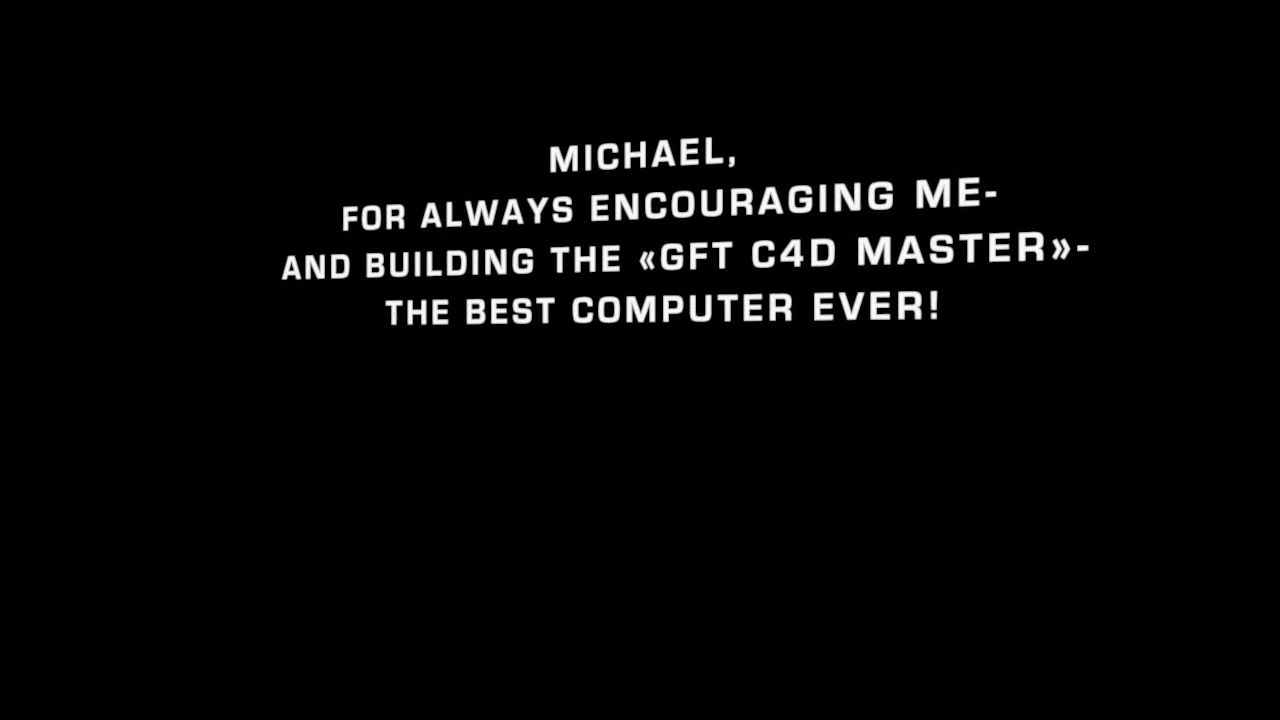 MICHAEL,
FOR ALWAYS ENCOURAGING ME-
AND BUILDING THE «GFT C4D MASTER»-
THE BEST COMPUTER EVER!